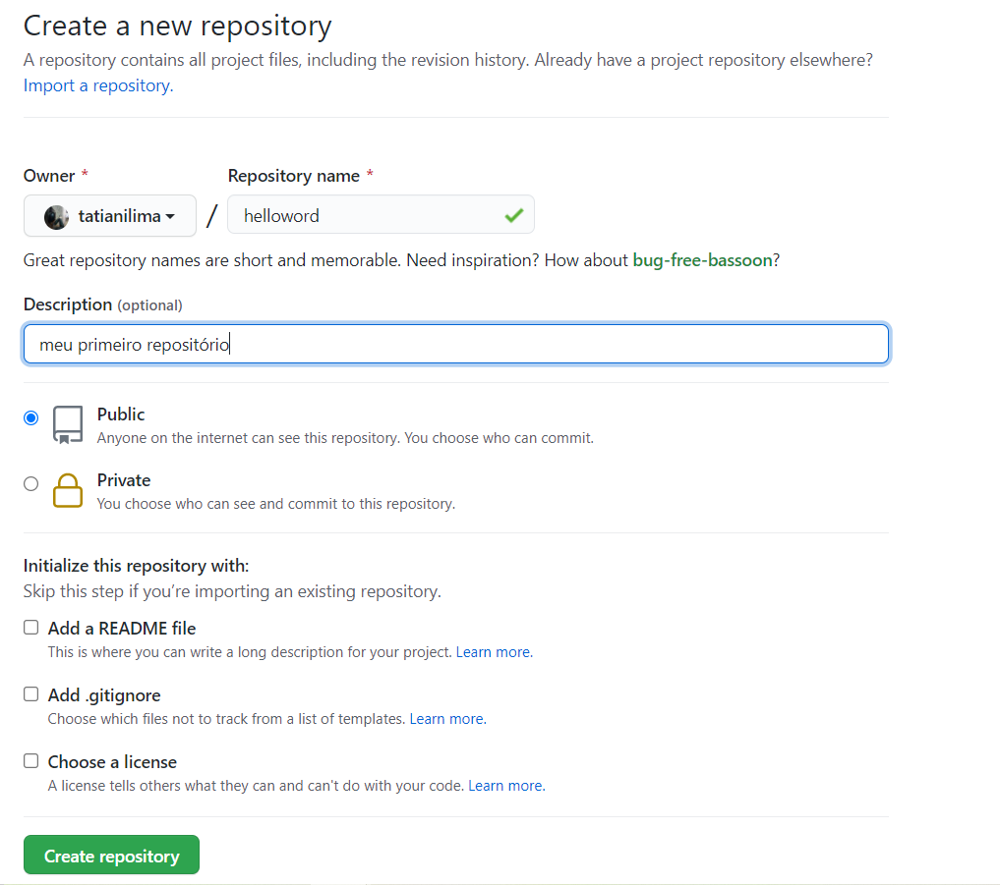 Create a new repository
A repository contains all project files, including the revision history. Already have a project repository elsewhere?
Import a repository.
Owner * Repository name *
tatianilima / helloword
Great repository names are short and memorable. Need inspiration? How about bug-free-bassoon?
Description (optional)
meu primeiro repositório
Public
Anyone on the internet can see this repository. You choose who can commit.
Private
You choose who can see and commit to this repository.
Initialize this repository with:
Skip this step if you’re importing an existing repository.
Add a README file
This is where you can write a long description for your project. Learn more.
Add .gitignore
Choose which files not to track from a list of templates. Learn more.
Choose a license
A license tells others what they can and can't do with your code. Learn more.
Create repository